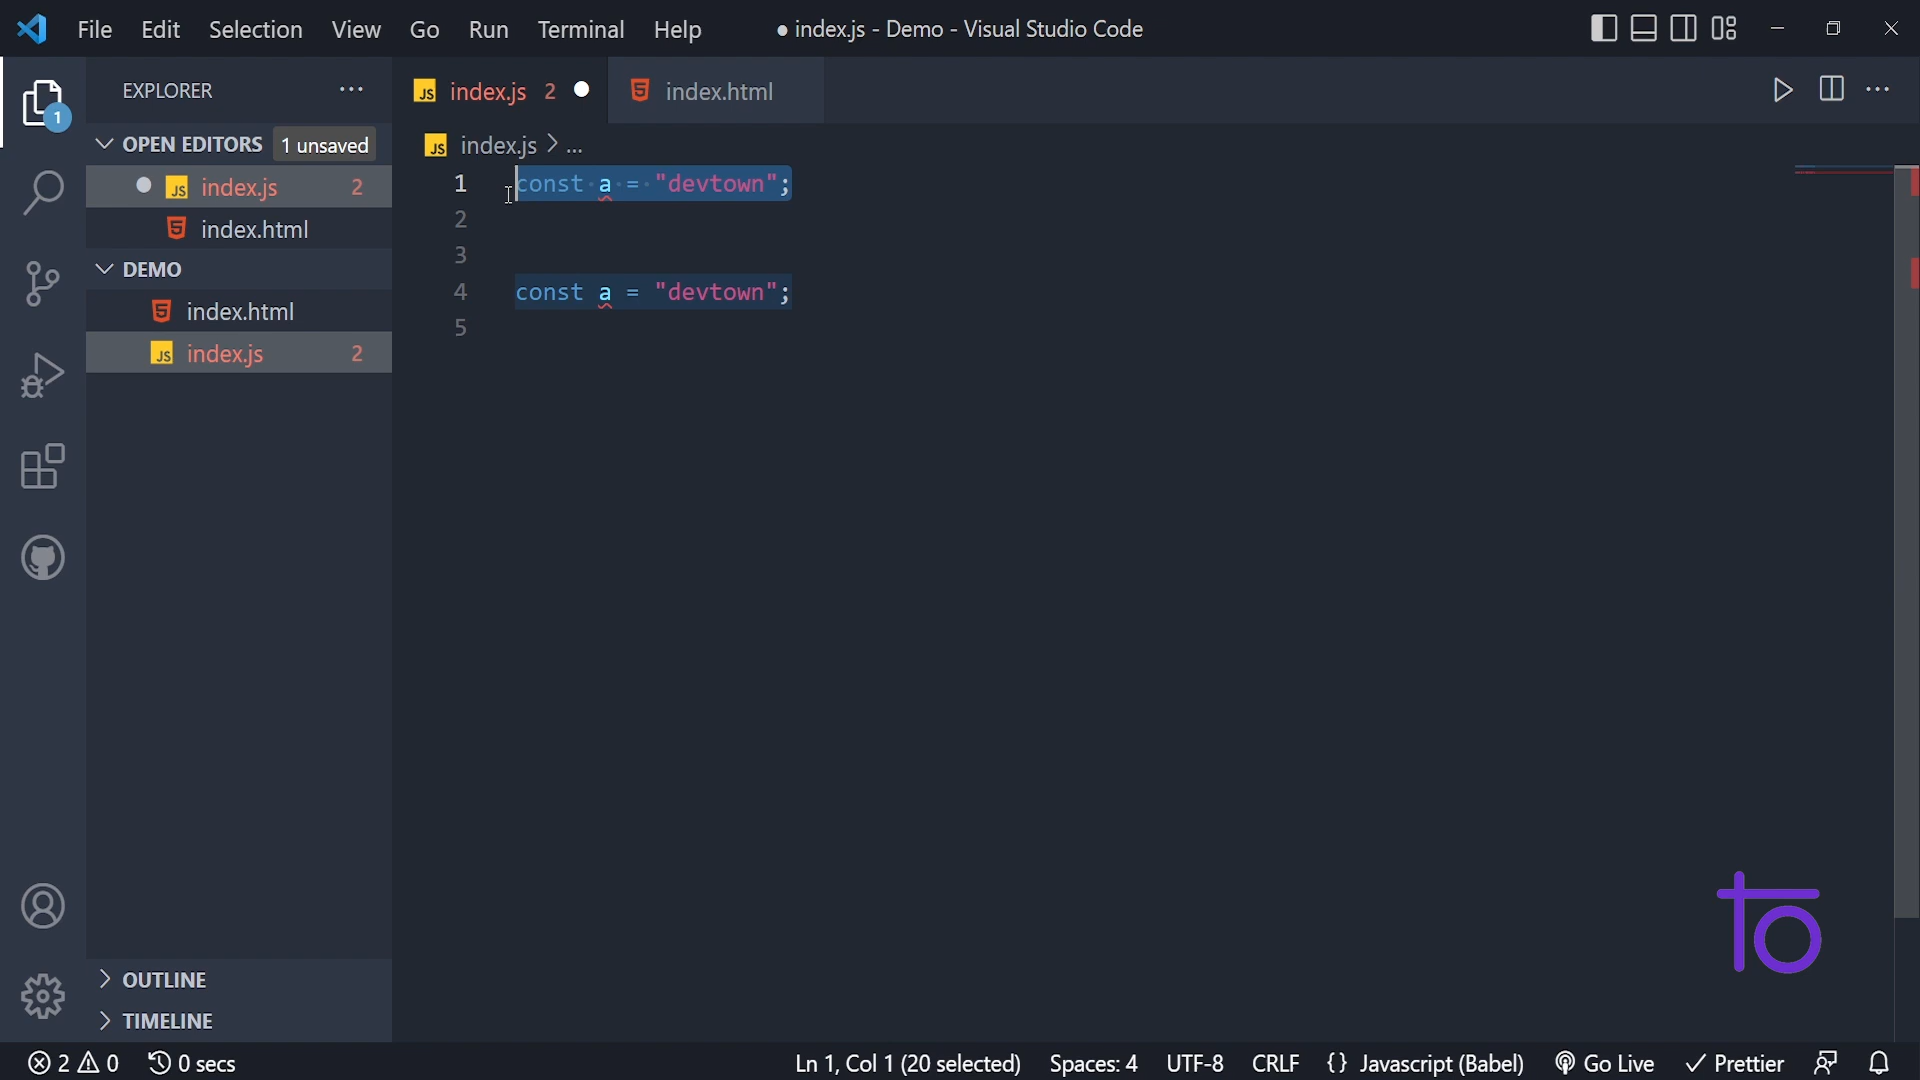 File Edit Selection View Go Run Terminal Help ● index.js - Demo - Visual Studio Code
EXPLORER ···
index.js 2 ● index.html
1
OPEN EDITORS 1 unsaved
index.js > ...
● index.js 2
index.html
DEMO
index.html
index.js 2
1 const a = "devtown";
2
3
4 const a = "devtown";
5
OUTLINE
TIMELINE
to
2 0 0 secs Ln 1, Col 1 (20 selected) Spaces: 4 UTF-8 CRLF {} Javascript (Babel) Go Live ✓ Prettier